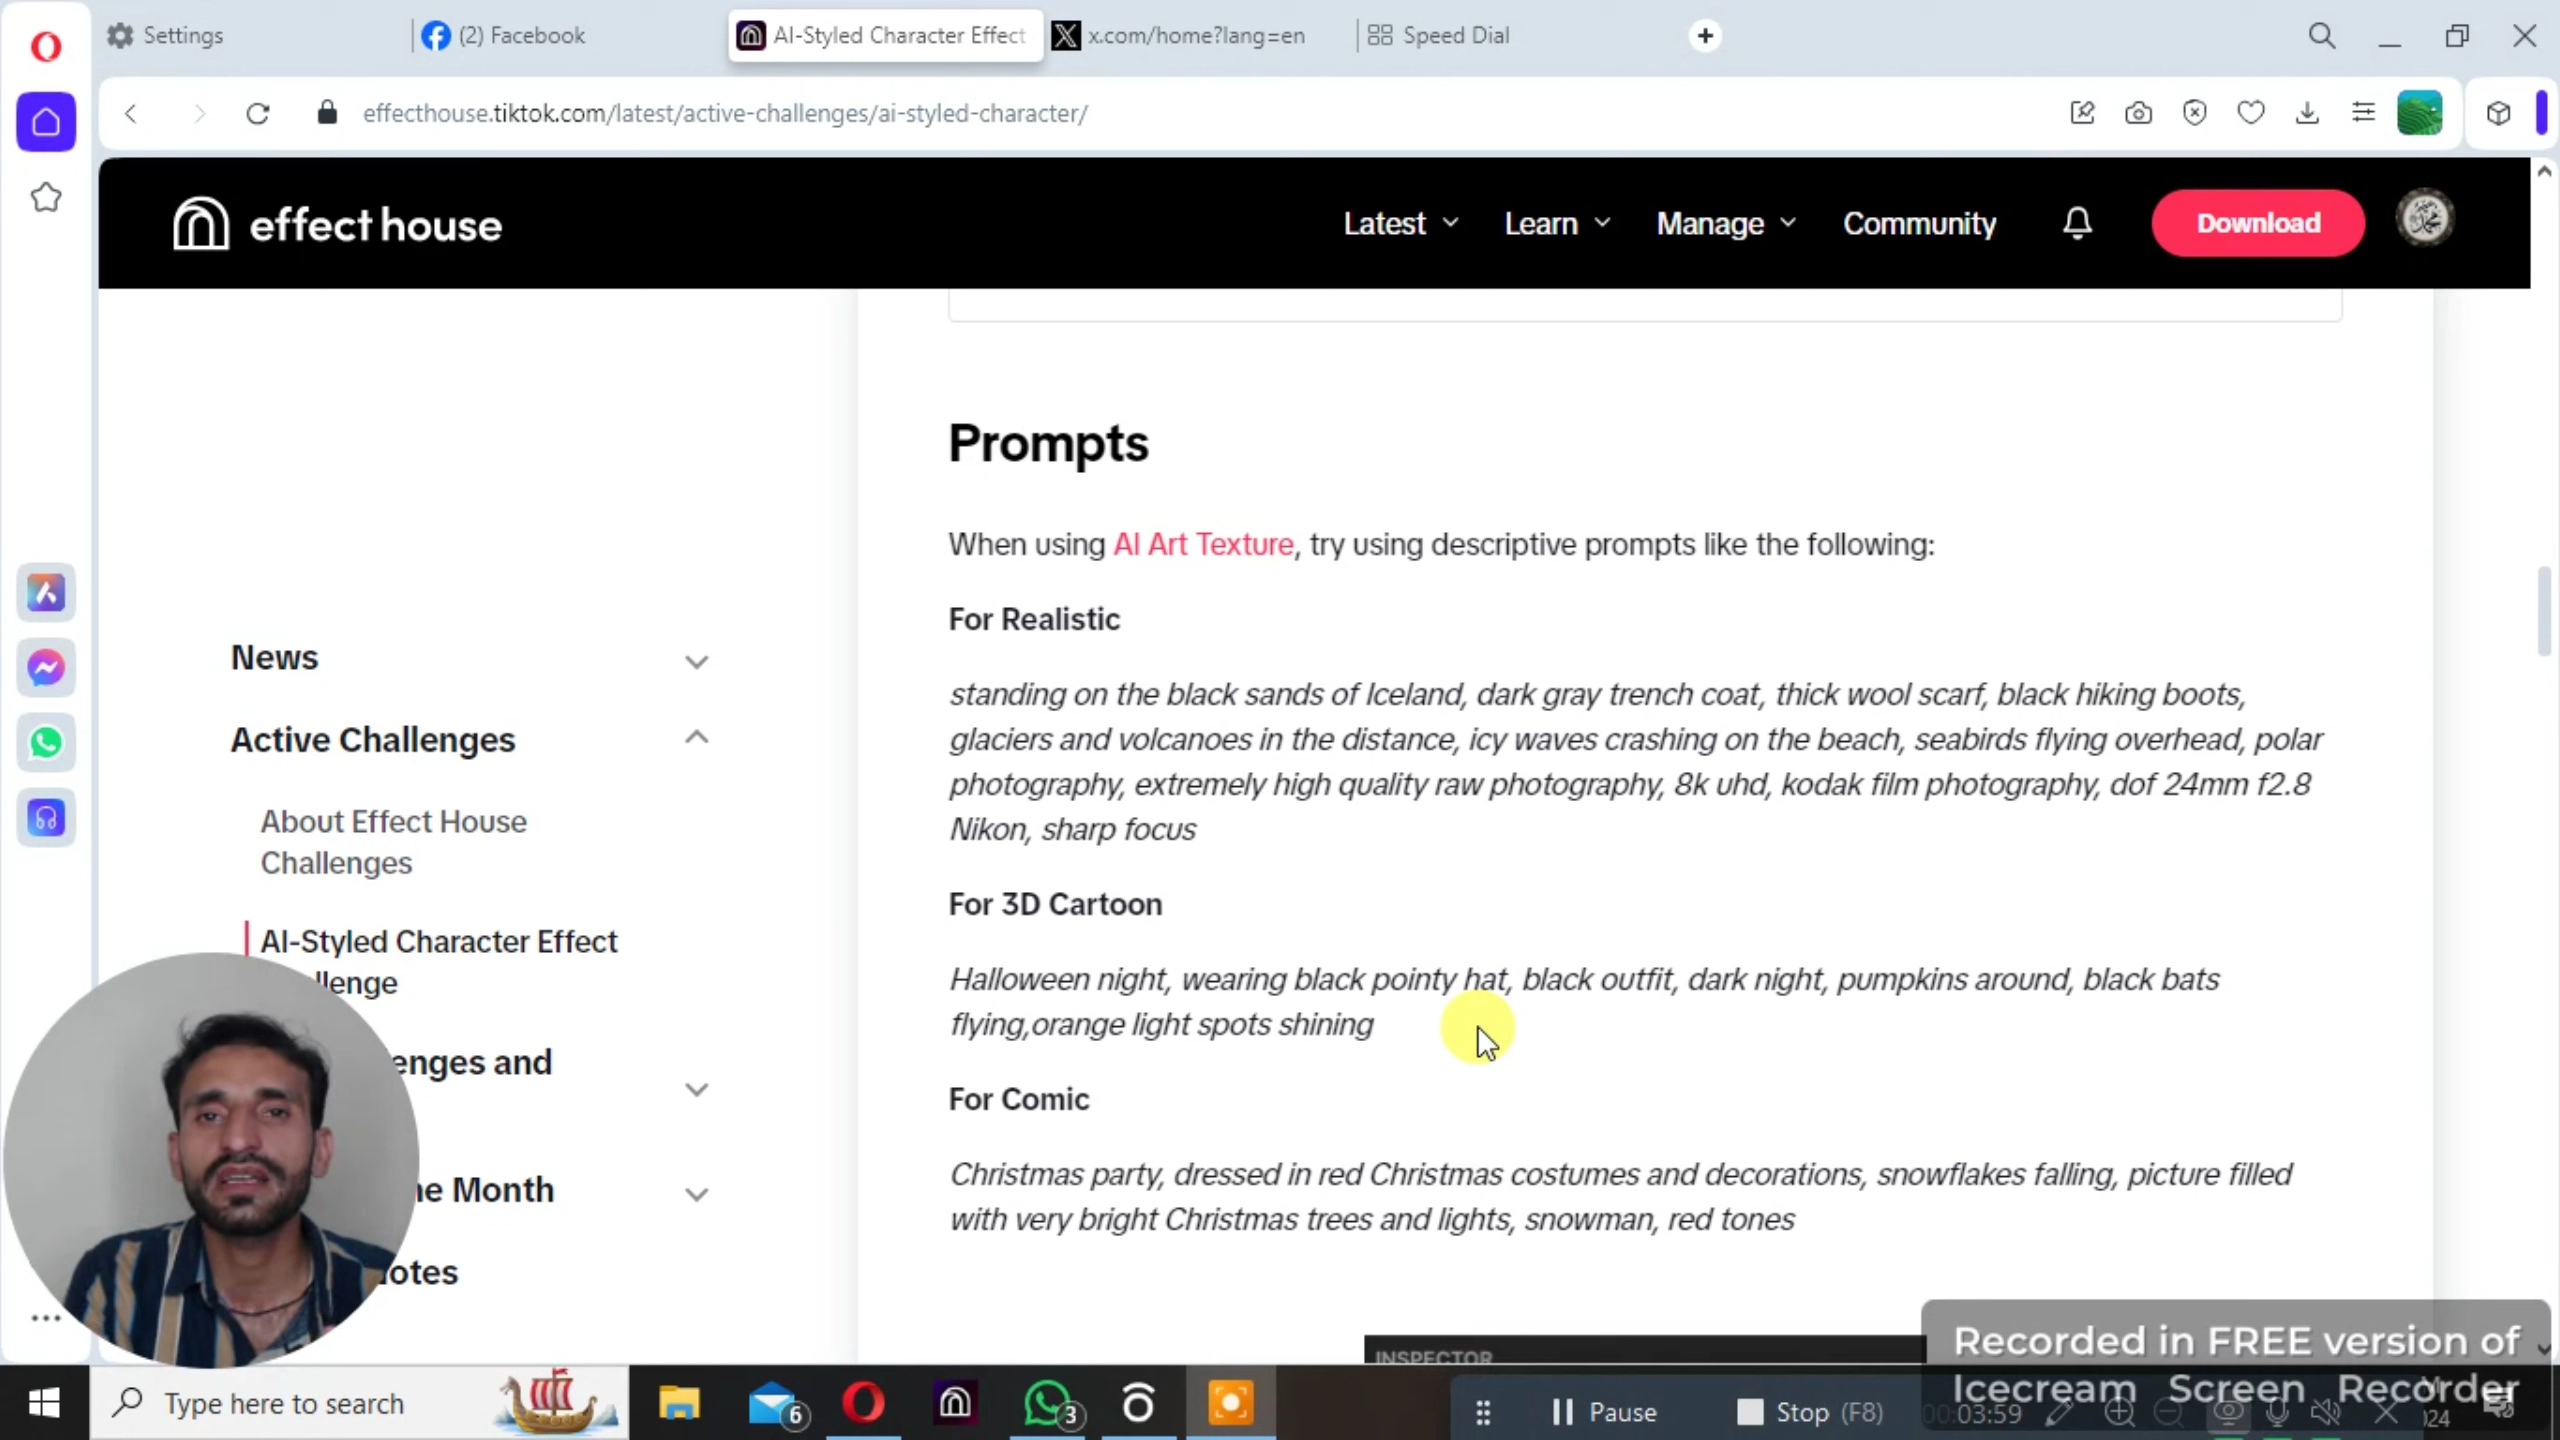 Settings
(2) Facebook
AI-Styled Character Effect
x.com/home?lang=en
Speed Dial
effecthouse.tiktok.com/latest/active-challenges/ai-styled-character/
effect house
Latest
Learn
Manage
Community
Download
Prompts
When using AI Art Texture, try using descriptive prompts like the following:
For Realistic
standing on the black sands of Iceland, dark gray trench coat, thick wool scarf, black hiking boots,
glaciers and volcanoes in the distance, icy waves crashing on the beach, seabirds flying overhead, polar
photography, extremely high quality raw photography, 8k uhd, kodak film photography, dof 24mm f2.8
Nikon, sharp focus
For 3D Cartoon
Halloween night, wearing black pointy hat, black outfit, dark night, pumpkins around, black bats
flying,orange light spots shining
For Comic
Christmas party, dressed in red Christmas costumes and decorations, snowflakes falling, picture filled
with very bright Christmas trees and lights, snowman, red tones
INSPECTOR
News
Active Challenges
About Effect House
Challenges
AI-Styled Character Effect
llenge
enges and
he Month
otes
Recorded in FREE version of
Icecream Screen Recorder
Type here to search
6
3
Pause
Stop (F8)
00:03:59